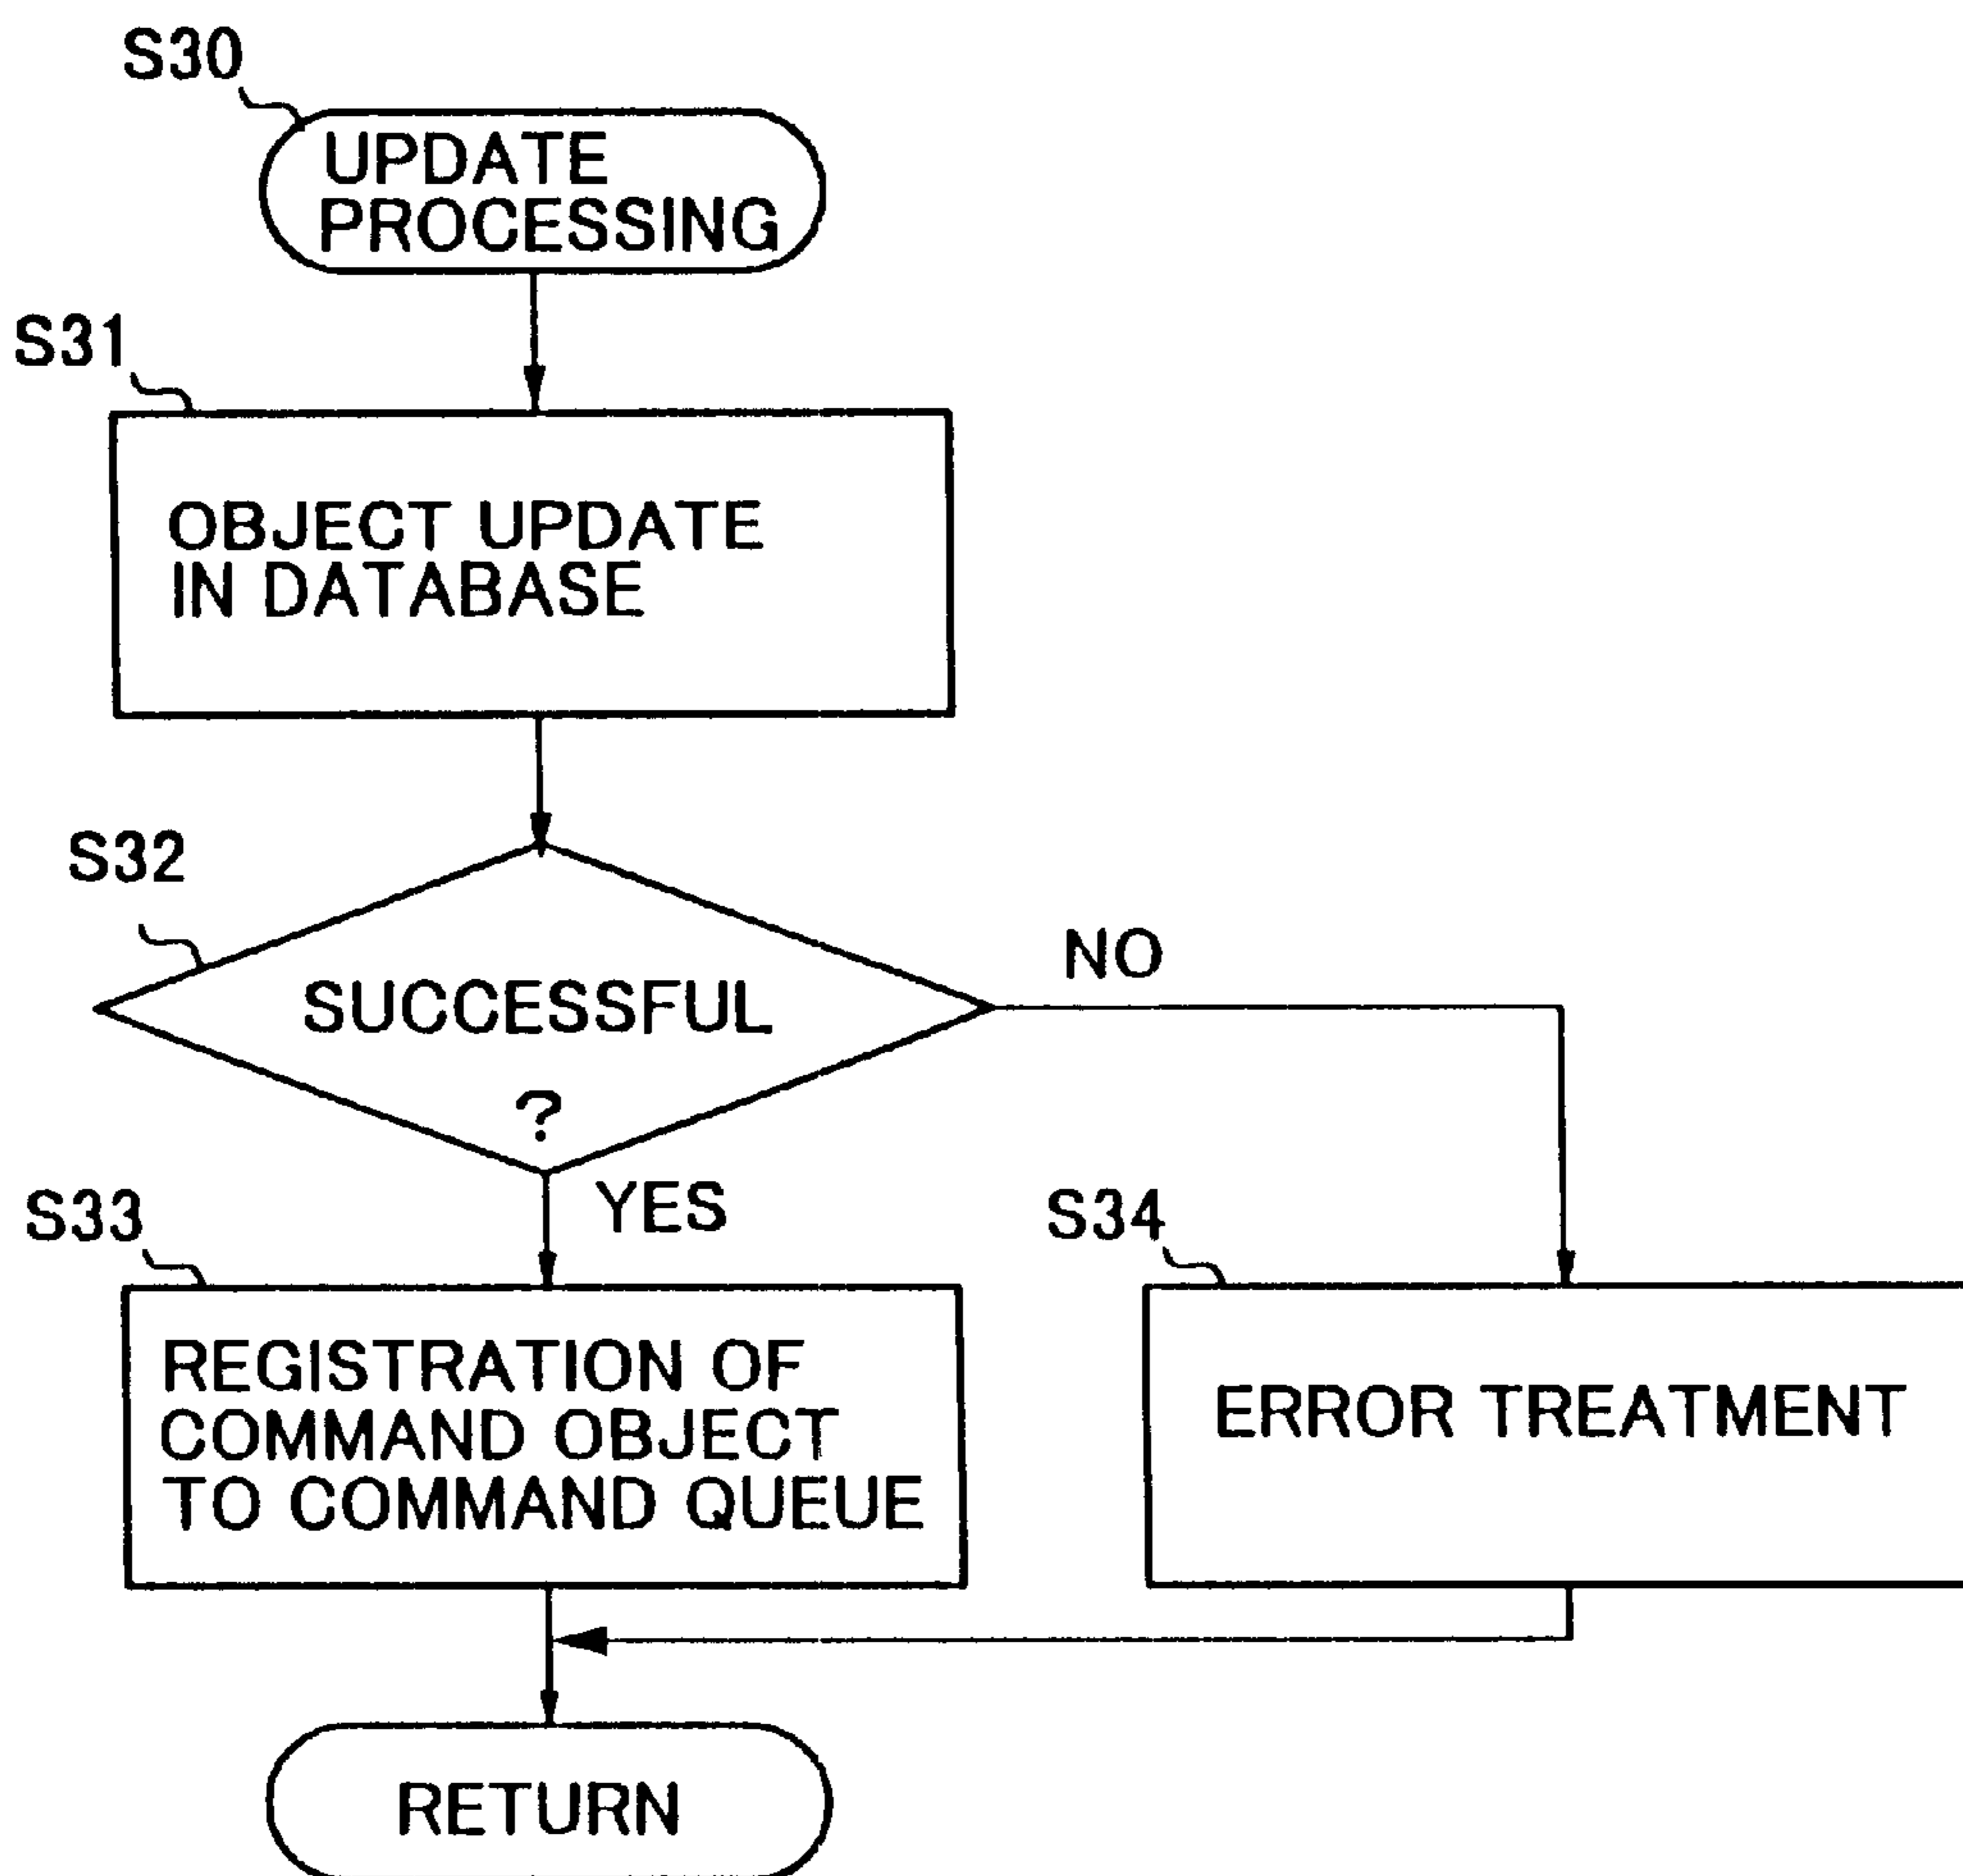 S30
UPDATE
PROCESSING
S31
OBJECT UPDATE
IN DATABASE
S32
SUCCESSFUL
?
NO
YES
S33
REGISTRATION OF
COMMAND OBJECT
TO COMMAND QUEUE
S34
ERROR TREATMENT
RETURN